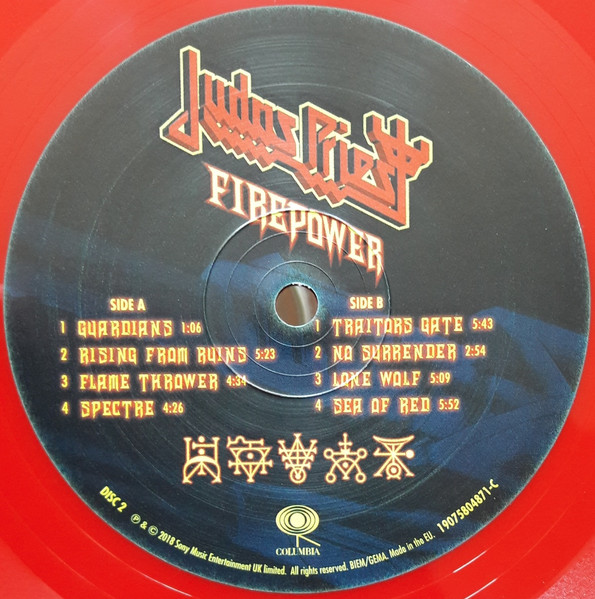 Judas Priest
FIREPOWER
SIDE A
1 GUARDIANS 1:06
2 RISING FROM RUINS 5:23
3 FLAME THROWER 4:34
4 SPECTRE 4:26
SIDE B
1 TRAITORS GATE 5:43
2 NO SURRENDER 2:54
3 LONE WOLF 5:09
4 SEA OF RED 5:52
COLUMBIA
DISC 2 ℗ & © 2018 Sony Music Entertainment UK limited. All rights reserved. BIEM/GEMA. Made in the EU. 19075804871-C